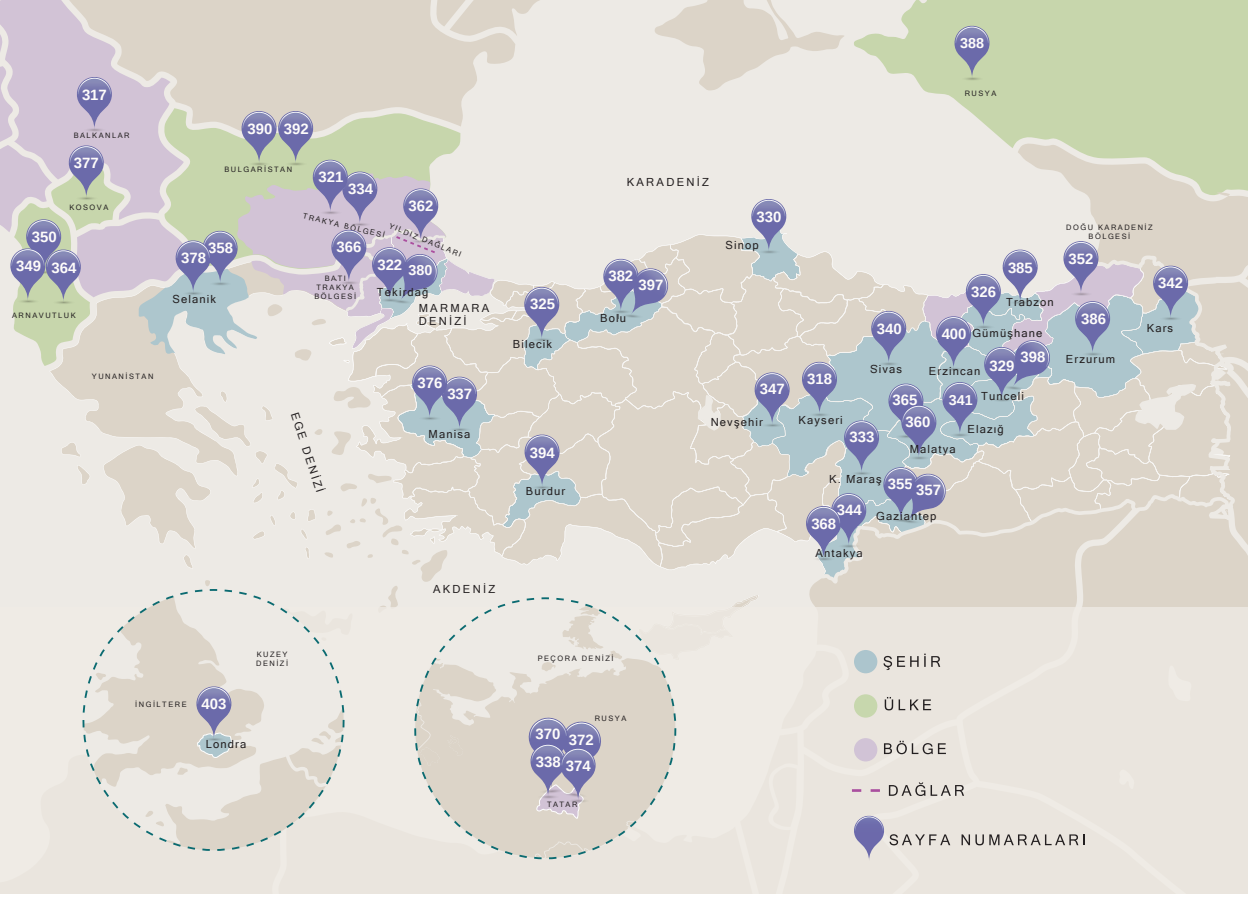 388
RUSYA
317
BALKANLAR
390
392
BULGARİSTAN
377
KOSOVA
321
334
TRAKYA BÖLGESİ
362
YILDIZ DAĞLARI
KARADENİZ
330
Sinop
DOĞU KARADENİZ
BÖLGESİ
350
349
364
ARNAVUTLUK
378
358
Selanik
366
BATI
TRAKYA
BÖLGESİ
322
380
Tekirdağ
MARMARA
DENİZİ
325
Bilecik
382
397
Bolu
352
385
Trabzon
326
Gümüşhane
342
Kars
386
Erzurum
340
Sivas
400
Erzincan
329
398
Tunceli
YUNANİSTAN
376
337
Manisa
EGE DENİZİ
347
Nevşehir
318
Kayseri
365
360
Malatya
341
Elazığ
333
K. Maraş
394
Burdur
355
357
Gaziantep
368
344
Antakya
AKDENİZ
KUZEY
DENİZİ
İNGİLTERE
403
Londra
PEÇORA DENİZİ
RUSYA
370
372
338
374
TATAR
ŞEHİR
ÜLKE
BÖLGE
DAĞLAR
SAYFA NUMARALARI